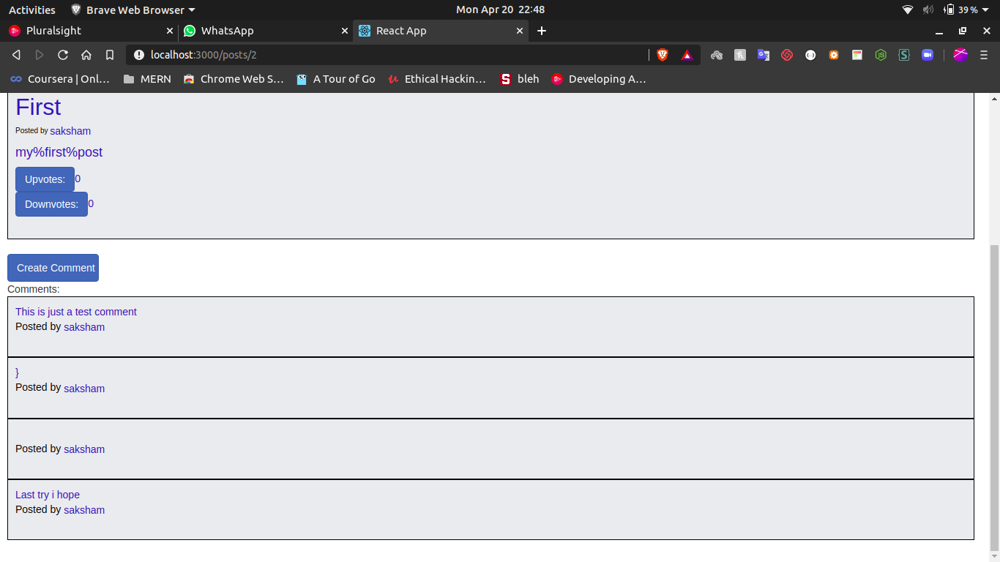 Activities Brave Web Browser Mon Apr 20 22:48 39 %
Pluralsight WhatsApp React App
localhost:3000/posts/2
Coursera | Onl… MERN Chrome Web S… A Tour of Go Ethical Hackin… bleh Developing A…
First
Posted by saksham
my%first%post
Upvotes: 0
Downvotes: 0
Create Comment
Comments:
This is just a test comment
Posted by saksham
}
Posted by saksham
Posted by saksham
Last try i hope
Posted by saksham